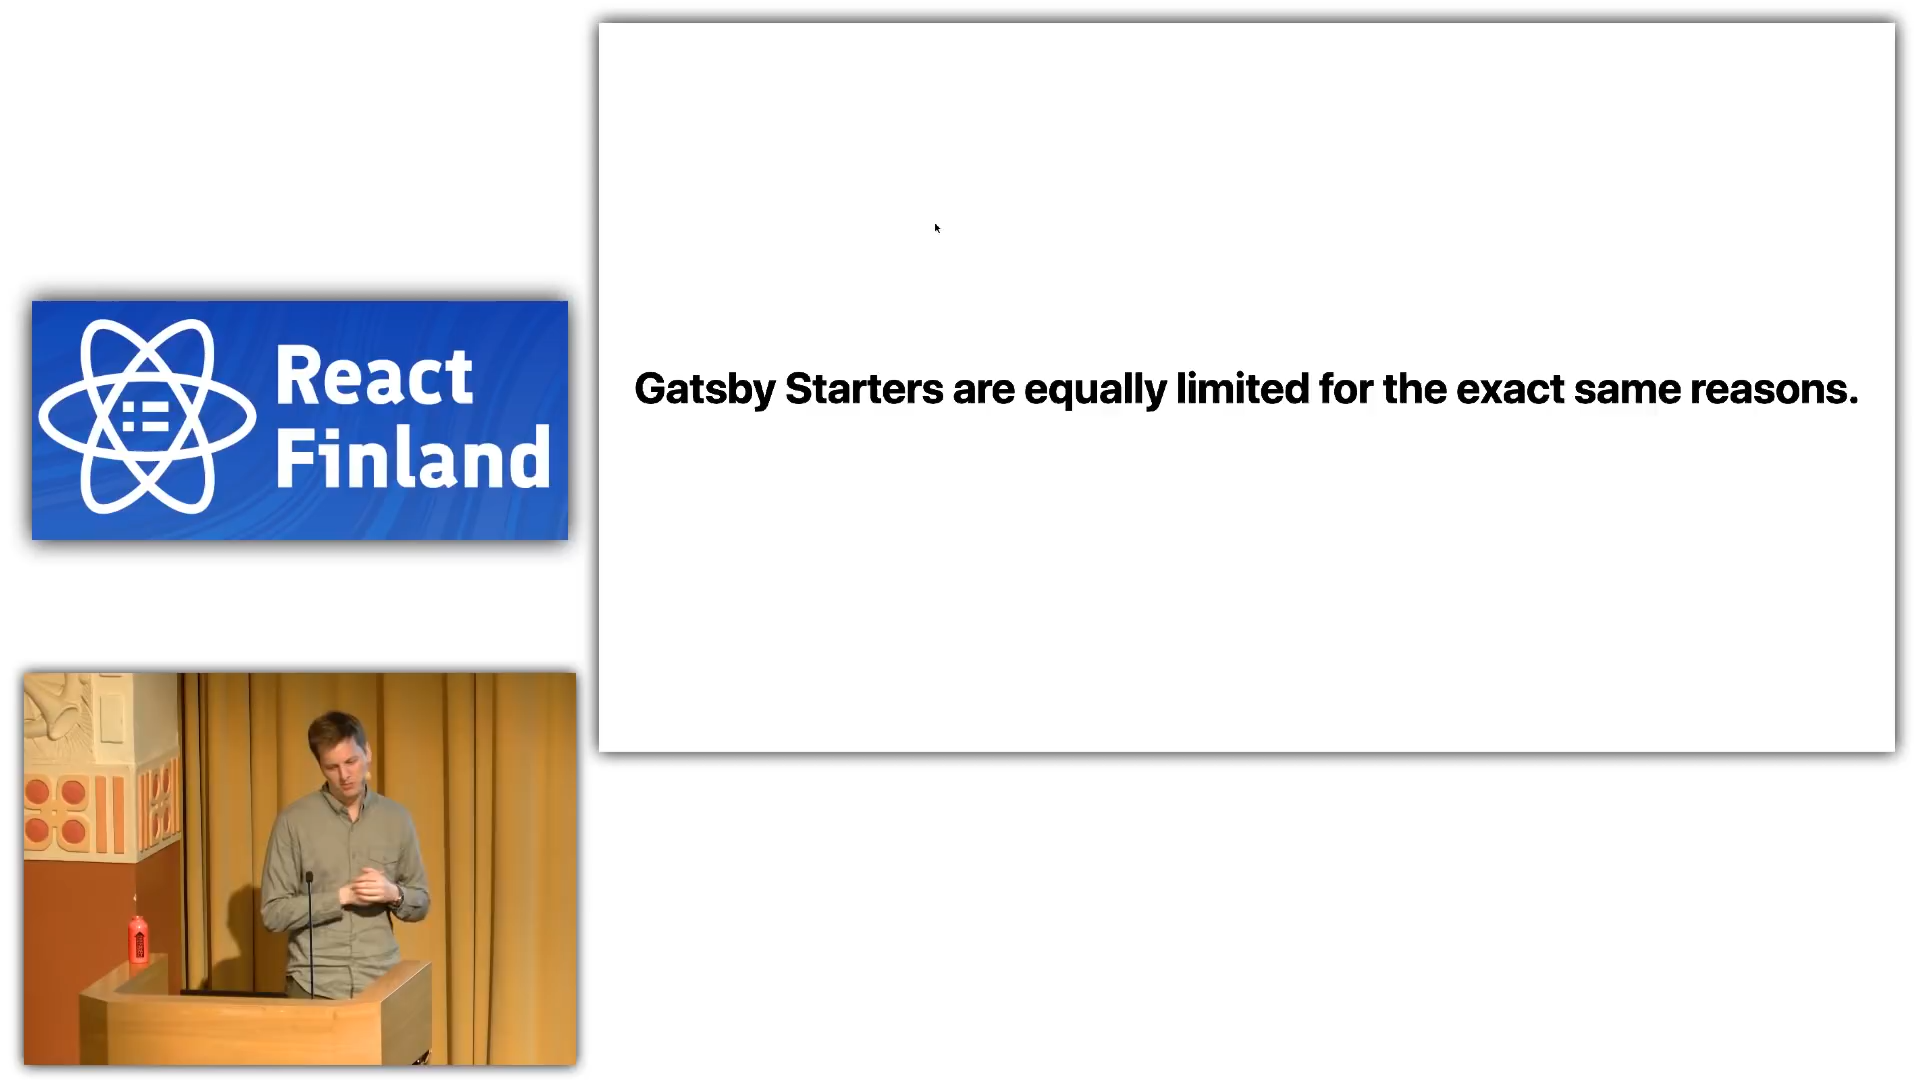 Gatsby Starters are equally limited for the exact same reasons.
React
Finland